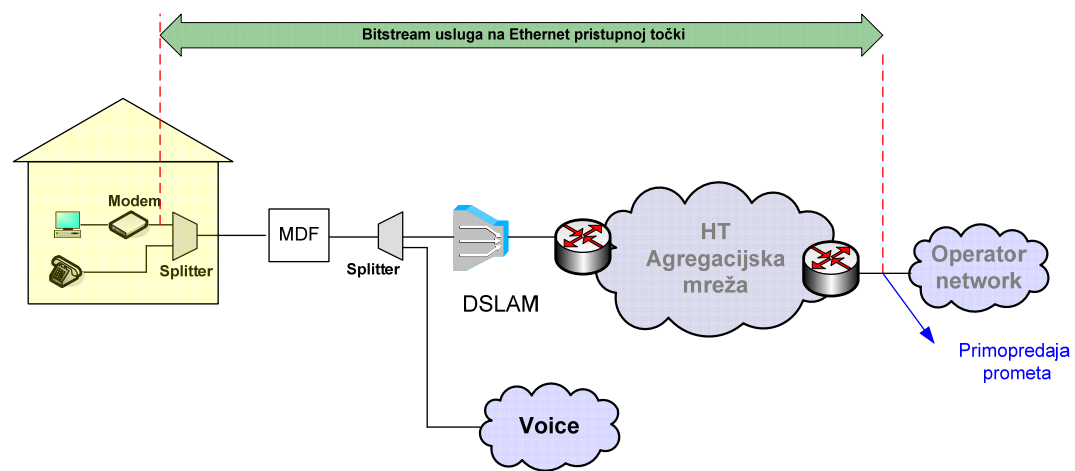 Bitstream usluga na Ethernet pristupnoj točki
Modem
Splitter
MDF
Splitter
DSLAM
HT
Agregacijska
mreža
Operator
network
Primopredaja
prometa
Voice